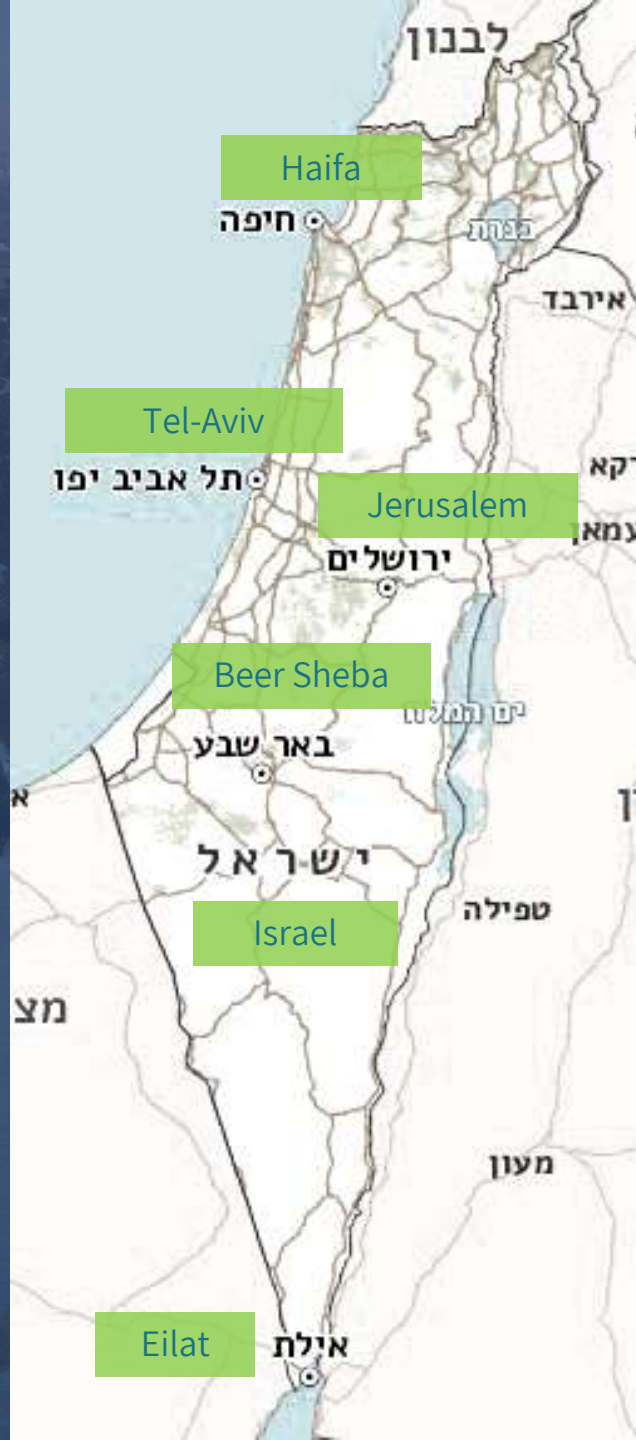 לבנון
Haifa
חיפה
כנרת
אירבד
Tel-Aviv
תל אביב יפו
Jerusalem
ירושלים
Beer Sheba
ים המלח
באר שבע
ישראל
Israel
טפילה
מעון
Eilat
אילת